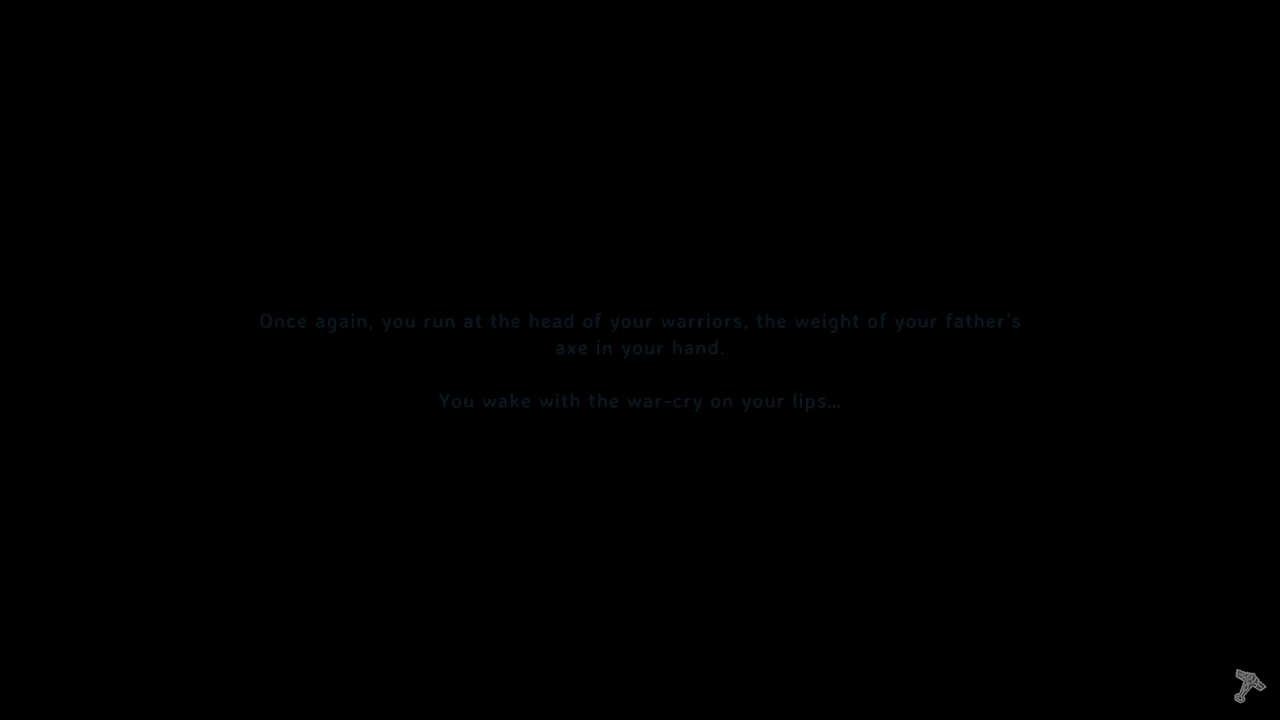 Once again, you run at the head of your warriors, the weight of your father's
axe in your hand.
You wake with the war-cry on your lips...